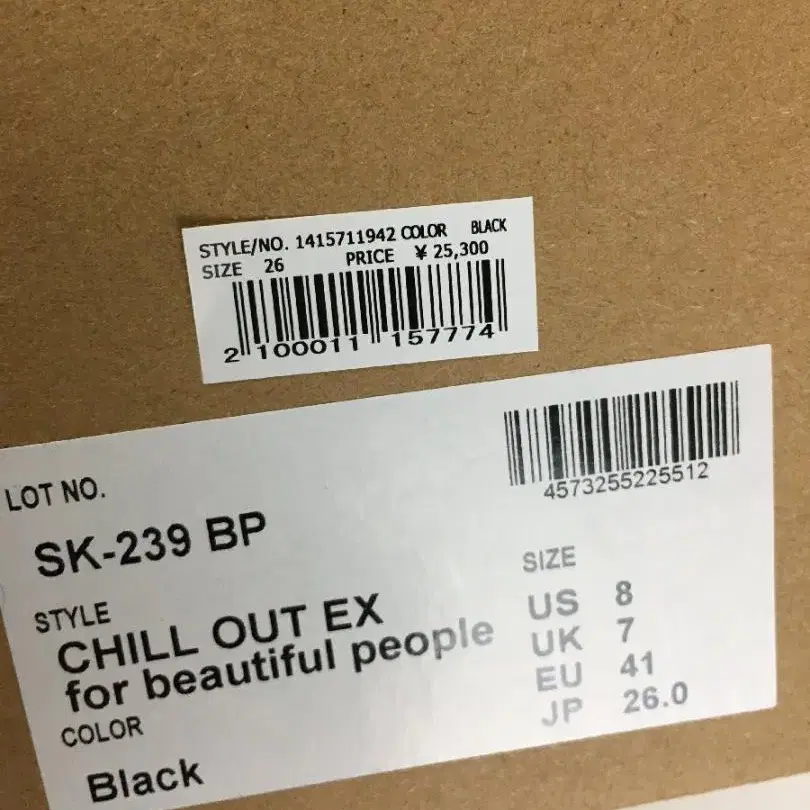 STYLE/NO. 1415711942 COLOR BLACK
SIZE 26 PRICE ¥ 25,300
2 100011 157774
4573255225512
LOT NO.
SK-239 BP
STYLE
CHILL OUT EX
for beautiful people
COLOR
Black
SIZE
US 8
UK 7
EU 41
JP 26.0